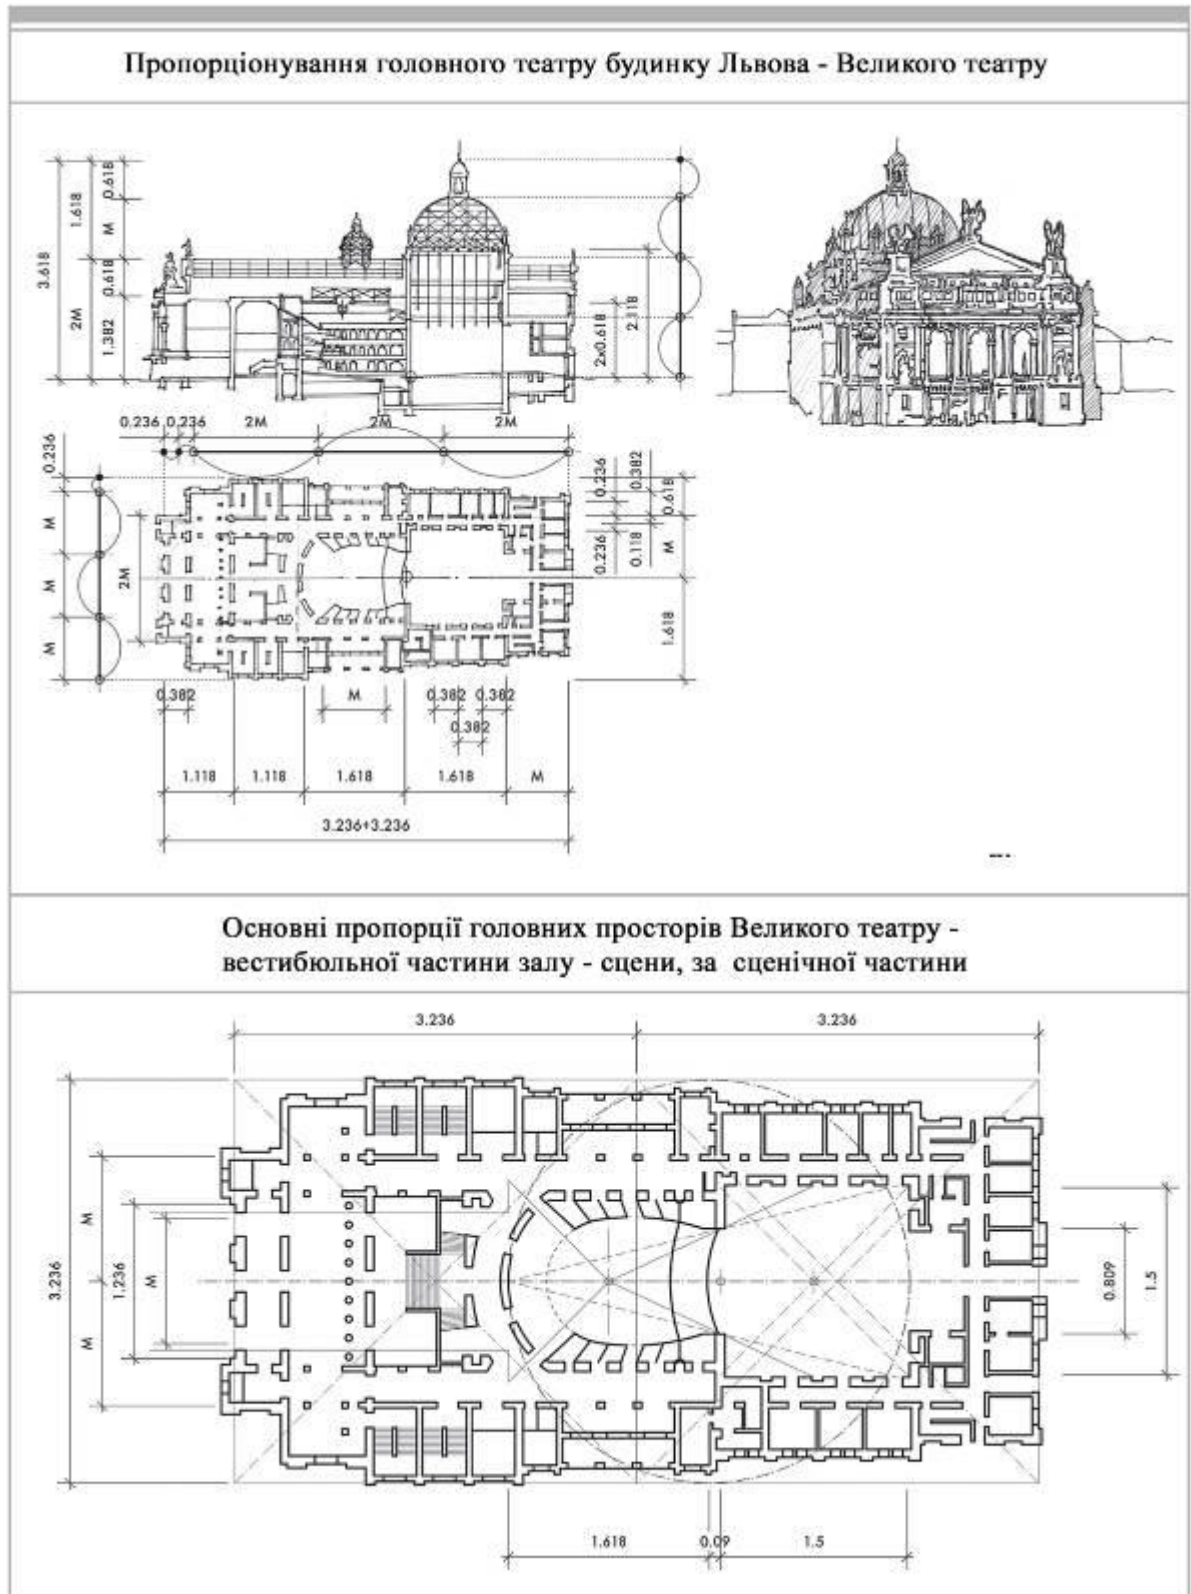 Пропорціонування головного театру будинку Львова - Великого театру
3.618
1.618
0.618
M
2M
0.618
1.382
2x0.618
2.118
0.236 0.236 2M 2M 2M
0.236
M
M
M
2M
0.236
0.382
0.618
0.236
0.118
M
1.618
0.382 M 0.382 0.382
0.382
1.118 1.118 1.618 1.618 M
3.236+3.236
Основні пропорції головних просторів Великого театру -
вестибюльної частини залу - сцени, за сценічної частини
3.236 3.236
3.236
M
M
1.236
M
0.809
1.5
1.618 0.09 1.5